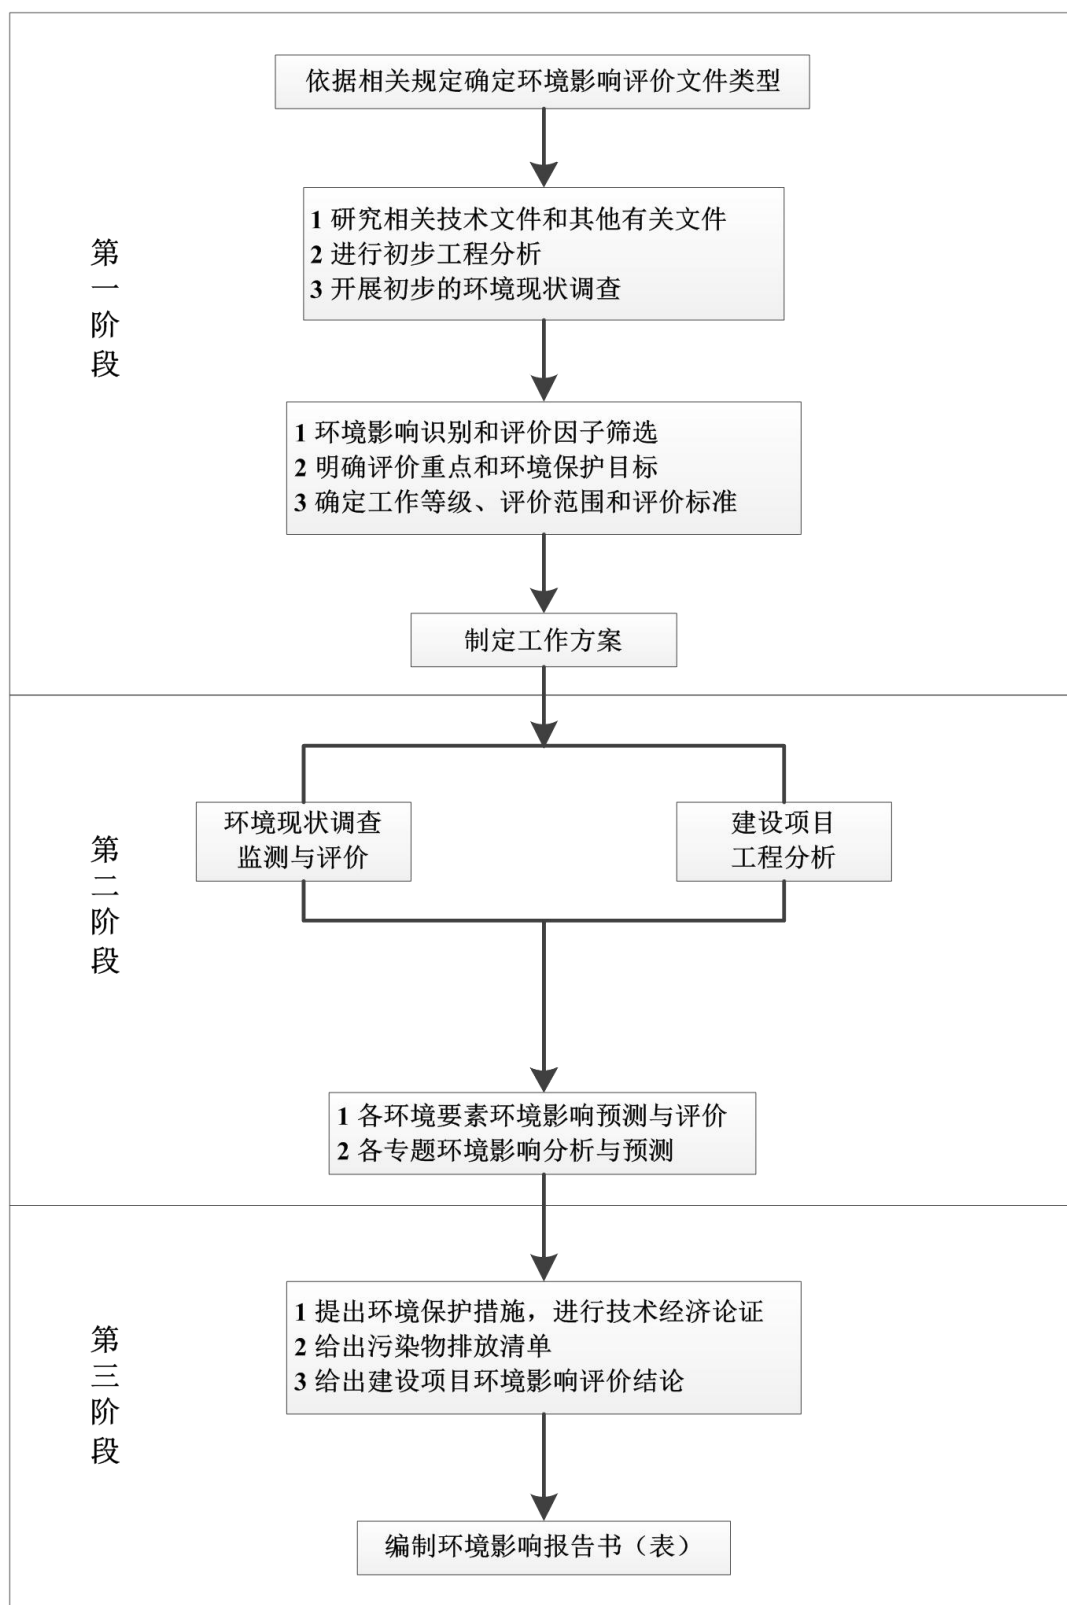 依据相关规定确定环境影响评价文件类型
第一阶段
1 研究相关技术文件和其他有关文件
2 进行初步工程分析
3 开展初步的环境现状调查
1 环境影响识别和评价因子筛选
2 明确评价重点和环境保护目标
3 确定工作等级、评价范围和评价标准
制定工作方案
第二阶段
环境现状调查
监测与评价
建设项目
工程分析
1 各环境要素环境影响预测与评价
2 各专题环境影响分析与预测
第三阶段
1 提出环境保护措施，进行技术经济论证
2 给出污染物排放清单
3 给出建设项目环境影响评价结论
编制环境影响报告书（表）